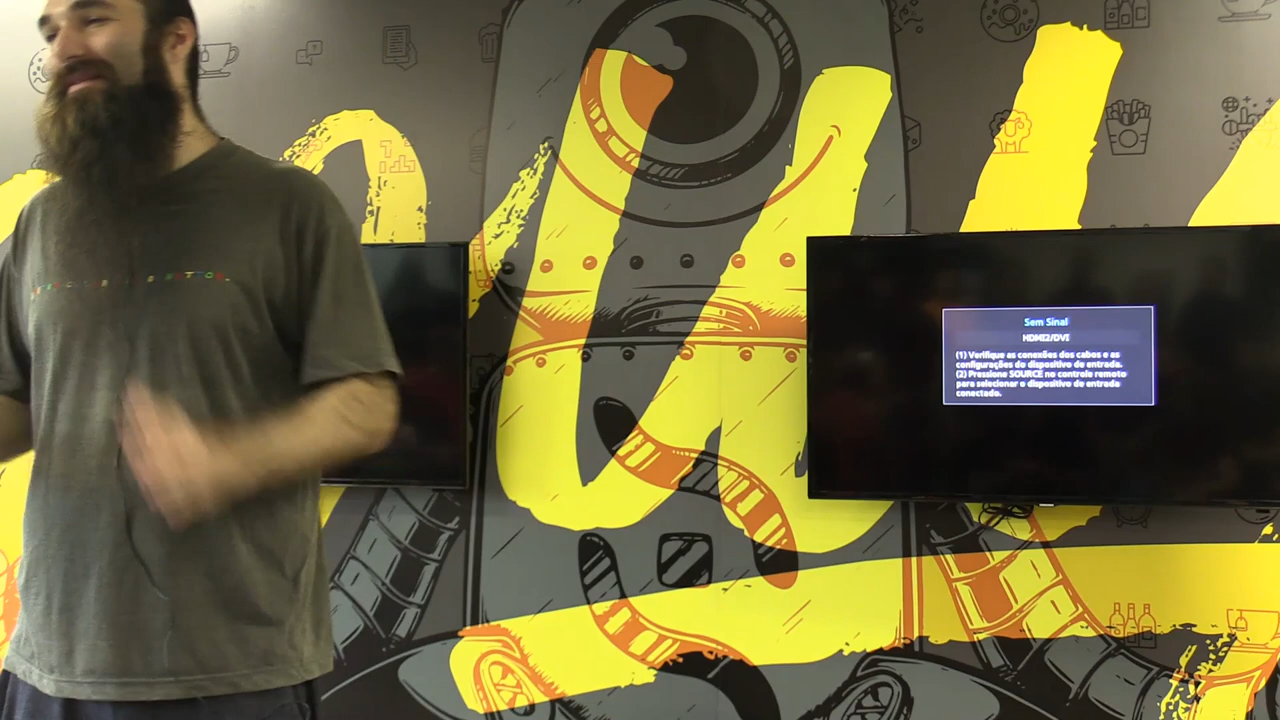 Sem Sinal
HDMI2/DVI
(1) Verifique as conexões dos cabos e as
configurações do dispositivo de entrada.
(2) Pressione SOURCE no controle remoto
para selecionar o dispositivo de entrada
conectado.